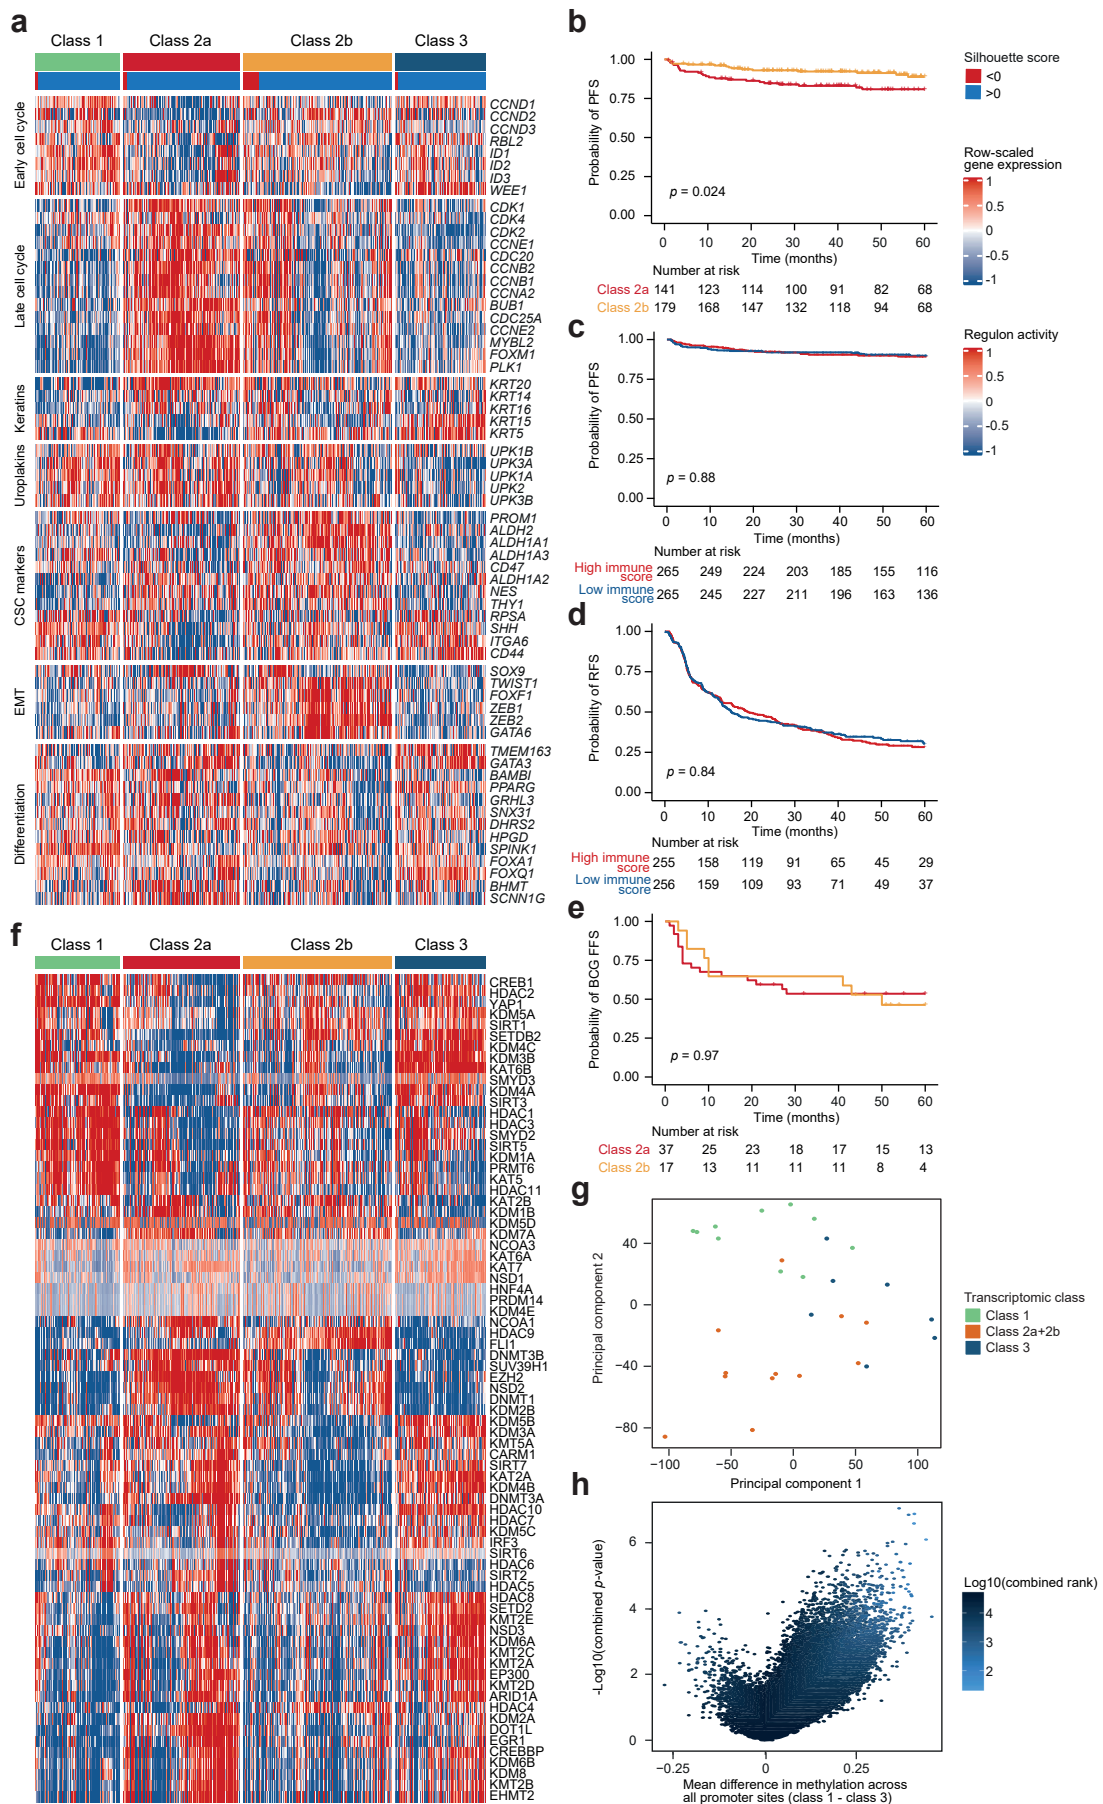 a
Class 1
Class 2a
Class 2b
Class 3
Early cell cycle
CCND1
CCND2
CCND3
RBL2
ID1
ID2
ID3
WEE1
Late cell cycle
CDK1
CDK4
CDK2
CCNE1
CDC20
CCNB2
CCNB1
CCNA2
BUB1
CDC25A
CCNE2
MYBL2
FOXM1
PLK1
Keratins
KRT20
KRT14
KRT16
KRT15
KRT5
Uroplakins
UPK1B
UPK3A
UPK1A
UPK2
UPK3B
CSC markers
PROM1
ALDH2
ALDH1A1
ALDH1A3
CD47
ALDH1A2
NES
THY1
RPSA
SHH
ITGA6
CD44
EMT
SOX9
TWIST1
FOXF1
ZEB1
ZEB2
GATA6
Differentiation
TMEM163
GATA3
BAMBI
PPARG
GRHL3
SNX31
DHRS2
HPGD
SPINK1
FOXA1
FOXQ1
BHMT
SCNN1G
b
Probability of PFS
1.00
0.75
0.50
0.25
0.00
p = 0.024
0 10 20 30 40 50 60
Time (months)
Number at risk
Class 2a 141 123 114 100 91 82 68
Class 2b 179 168 147 132 118 94 68
Silhouette score
<0
>0
Row-scaled
gene expression
1
0.5
0
-0.5
-1
c
Probability of PFS
1.00
0.75
0.50
0.25
0.00
p = 0.88
0 10 20 30 40 50 60
Time (months)
Number at risk
High immune
score 265 249 224 203 185 155 116
Low immune
score 265 245 227 211 196 163 136
Regulon activity
1
0.5
0
-0.5
-1
d
Probability of RFS
1.00
0.75
0.50
0.25
0.00
p = 0.84
0 10 20 30 40 50 60
Time (months)
Number at risk
High immune
score 255 158 119 91 65 45 29
Low immune
score 256 159 109 93 71 49 37
e
Probability of BCG FFS
1.00
0.75
0.50
0.25
0.00
p = 0.97
0 10 20 30 40 50 60
Time (months)
Number at risk
Class 2a 37 25 23 18 17 15 13
Class 2b 17 13 11 11 11 8 4
f
Class 1
Class 2a
Class 2b
Class 3
CREB1
HDAC2
YAP1
KDM5A
SIRT1
SETDB2
KDM4C
KDM3B
KAT6B
SMYD3
KDM4A
SIRT3
HDAC1
HDAC3
SMYD2
SIRT5
KDM1A
PRMT6
KAT5
HDAC11
KAT2B
KDM1B
KDM5D
KDM7A
NCOA3
KAT6A
KAT7
NSD1
HNF4A
PRDM14
KDM4E
NCOA1
HDAC9
FLI1
DNMT3B
SUV39H1
EZH2
NSD2
DNMT1
KDM2B
KDM5B
KDM3A
KMT5A
CARM1
SIRT7
KAT2A
KDM4B
DNMT3A
HDAC10
HDAC7
KDM5C
IRF3
SIRT6
HDAC6
SIRT2
HDAC5
HDAC8
SETD2
KMT2E
NSD3
KDM6A
KMT2C
KMT2A
EP300
KMT2D
ARID1A
HDAC4
KDM2A
DOT1L
EGR1
CREBBP
KDM6B
KDM8
KMT2B
EHMT2
g
Principal component 2
40
0
−40
−80
−100 −50 0 50 100
Principal component 1
Transcriptomic class
Class 1
Class 2a+2b
Class 3
h
-Log10(combined p-value)
6
4
2
0
−0.25 0 0.25
Mean difference in methylation across
all promoter sites (class 1 - class 3)
Log10(combined rank)
4
3
2